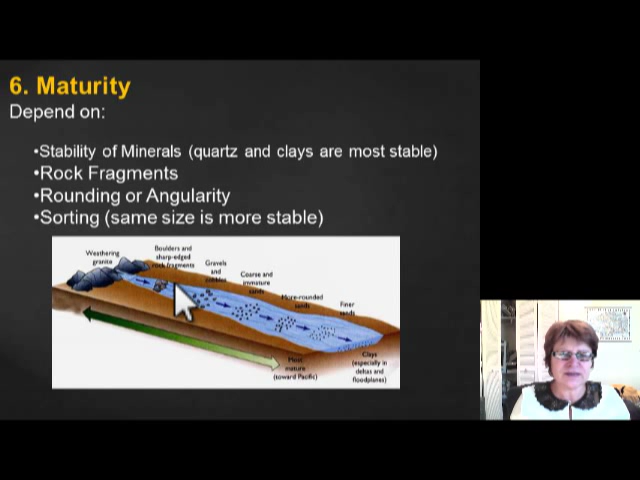 6. Maturity
Depend on:
•Stability of Minerals (quartz and clays are most stable)
•Rock Fragments
•Rounding or Angularity
•Sorting (same size is more stable)
Weathering
granite
Boulders and
sharp-edged
rock fragments
Gravels
and
Coarse and
immature
sands
More-rounded
sands
Finer
sands
Most
mature
(toward Pacific)
Clays
(especially in
deltas and
floodplanes)